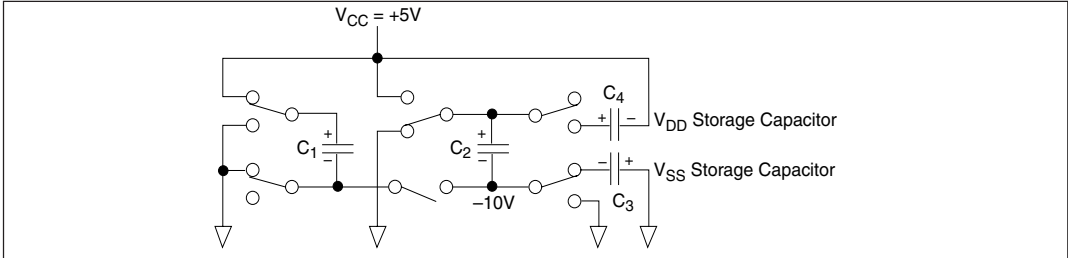 V_CC = +5V
C_4
+ –
V_DD Storage Capacitor
+
C_1
–
+
C_2
–
– +
V_SS Storage Capacitor
–10V
C_3